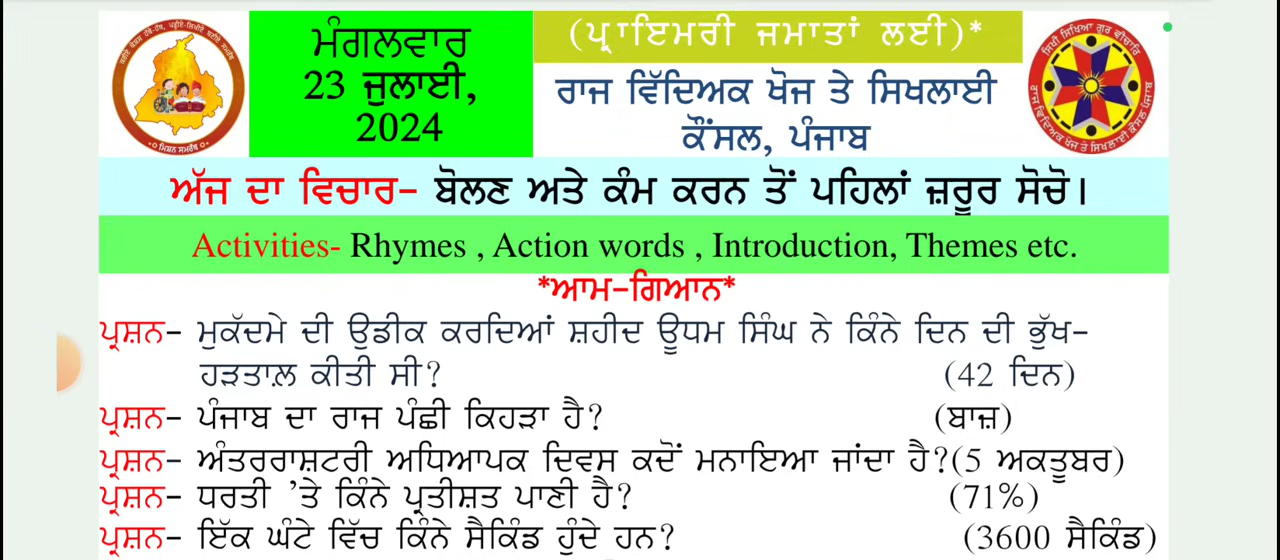 ਮੰਗਲਵਾਰ
23 ਜੁਲਾਈ,
2024
(ਪ੍ਰਾਇਮਰੀ ਜਮਾਤਾਂ ਲਈ)*
ਰਾਜ ਵਿੱਦਿਅਕ ਖੋਜ ਤੇ ਸਿਖਲਾਈ
ਕੌਂਸਲ, ਪੰਜਾਬ
ਅੱਜ ਦਾ ਵਿਚਾਰ- ਬੋਲਣ ਅਤੇ ਕੰਮ ਕਰਨ ਤੋਂ ਪਹਿਲਾਂ ਜ਼ਰੂਰ ਸੋਚੋ।
Activities- Rhymes , Action words , Introduction, Themes etc.
*ਆਮ-ਗਿਆਨ*
ਪ੍ਰਸ਼ਨ- ਮੁਕੱਦਮੇ ਦੀ ਉਡੀਕ ਕਰਦਿਆਂ ਸ਼ਹੀਦ ਊਧਮ ਸਿੰਘ ਨੇ ਕਿੰਨੇ ਦਿਨ ਦੀ ਭੁੱਖ-
ਹੜਤਾਲ਼ ਕੀਤੀ ਸੀ? (42 ਦਿਨ)
ਪ੍ਰਸ਼ਨ- ਪੰਜਾਬ ਦਾ ਰਾਜ ਪੰਛੀ ਕਿਹੜਾ ਹੈ? (ਬਾਜ਼)
ਪ੍ਰਸ਼ਨ- ਅੰਤਰਰਾਸ਼ਟਰੀ ਅਧਿਆਪਕ ਦਿਵਸ ਕਦੋਂ ਮਨਾਇਆ ਜਾਂਦਾ ਹੈ?(5 ਅਕਤੂਬਰ)
ਪ੍ਰਸ਼ਨ- ਧਰਤੀ ’ਤੇ ਕਿੰਨੇ ਪ੍ਰਤੀਸ਼ਤ ਪਾਣੀ ਹੈ? (71%)
ਪ੍ਰਸ਼ਨ- ਇੱਕ ਘੰਟੇ ਵਿੱਚ ਕਿੰਨੇ ਸੈਕਿੰਡ ਹੁੰਦੇ ਹਨ? (3600 ਸੈਕਿੰਡ)